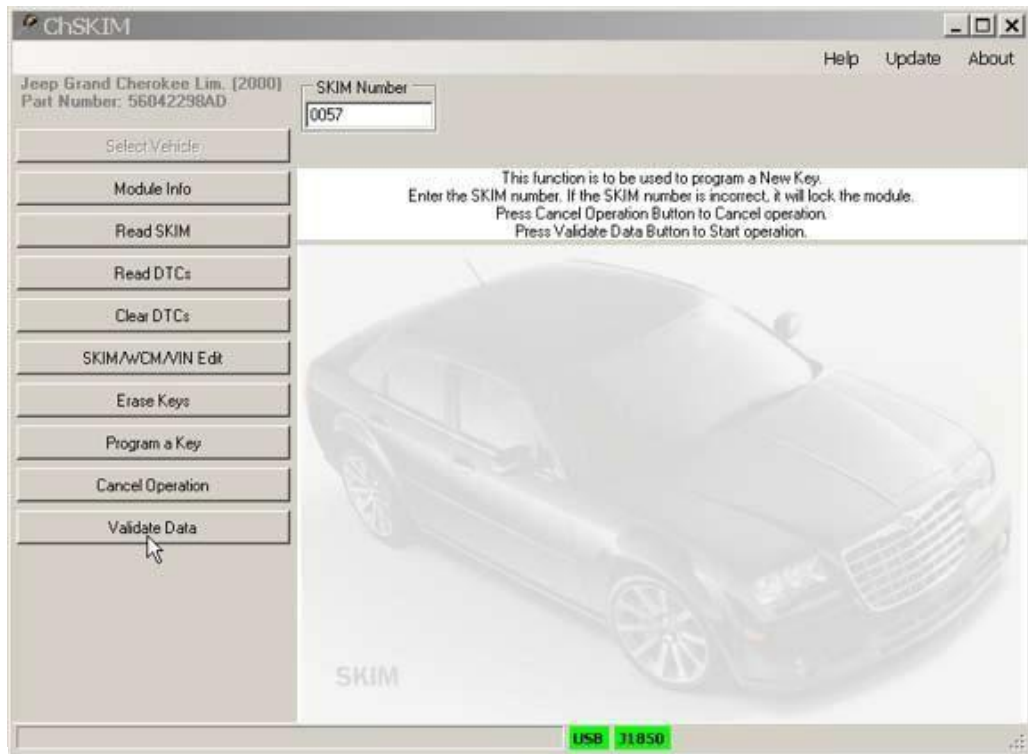 ChSKIM
Help Update About
Jeep Grand Cherokee Lim. (2000)
Part Number: 56042298AD
SKIM Number
0057
Select Vehicle
Module Info
Read SKIM
Read DTCs
Clear DTCs
SKIM/WCM/VIN Edit
Erase Keys
Program a Key
Cancel Operation
Validate Data
This function is to be used to program a New Key.
Enter the SKIM number. If the SKIM number is incorrect, it will lock the module.
Press Cancel Operation Button to Cancel operation.
Press Validate Data Button to Start operation.
SKIM
USB J1850